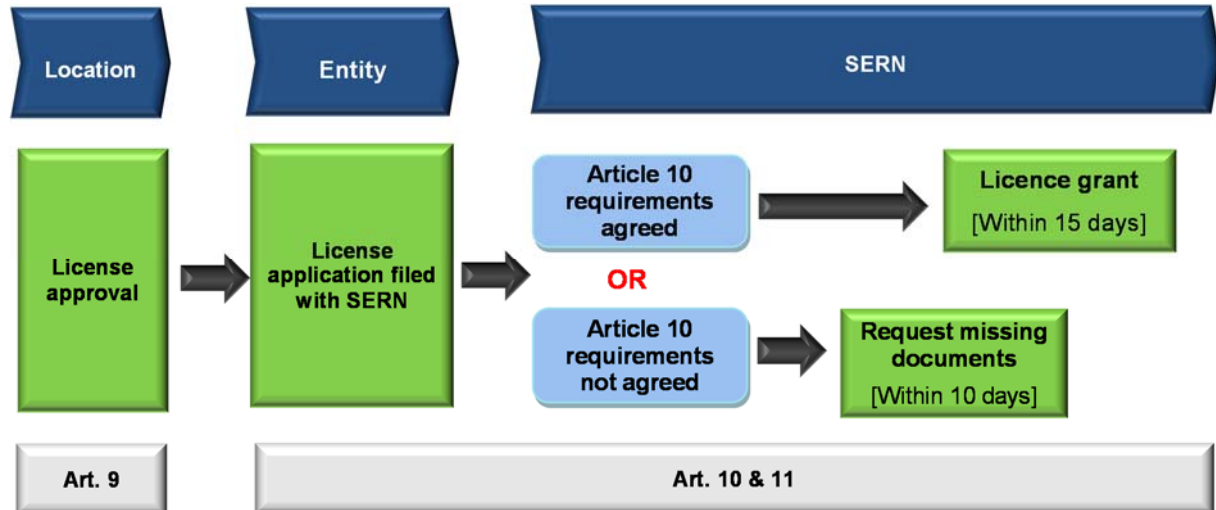 Location
Entity
SERN
License
approval
License
application filed
with SERN
Article 10
requirements
agreed
Licence grant
[Within 15 days]
OR
Article 10
requirements
not agreed
Request missing
documents
[Within 10 days]
Art. 9
Art. 10 & 11